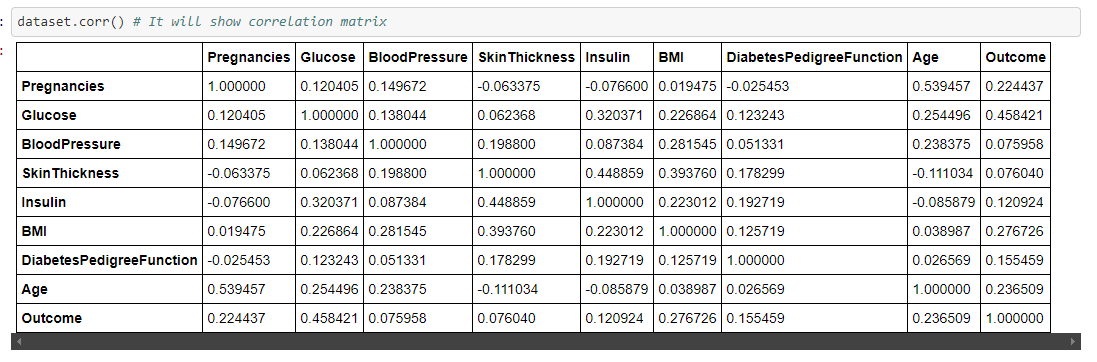 : dataset.corr() # It will show correlation matrix
:
Pregnancies Glucose BloodPressure SkinThickness Insulin BMI DiabetesPedigreeFunction Age Outcome
Pregnancies 1.000000 0.120405 0.149672 -0.063375 -0.076600 0.019475 -0.025453 0.539457 0.224437
Glucose 0.120405 1.000000 0.138044 0.062368 0.320371 0.226864 0.123243 0.254496 0.458421
BloodPressure 0.149672 0.138044 1.000000 0.198800 0.087384 0.281545 0.051331 0.238375 0.075958
SkinThickness -0.063375 0.062368 0.198800 1.000000 0.448859 0.393760 0.178299 -0.111034 0.076040
Insulin -0.076600 0.320371 0.087384 0.448859 1.000000 0.223012 0.192719 -0.085879 0.120924
BMI 0.019475 0.226864 0.281545 0.393760 0.223012 1.000000 0.125719 0.038987 0.276726
DiabetesPedigreeFunction -0.025453 0.123243 0.051331 0.178299 0.192719 0.125719 1.000000 0.026569 0.155459
Age 0.539457 0.254496 0.238375 -0.111034 -0.085879 0.038987 0.026569 1.000000 0.236509
Outcome 0.224437 0.458421 0.075958 0.076040 0.120924 0.276726 0.155459 0.236509 1.000000